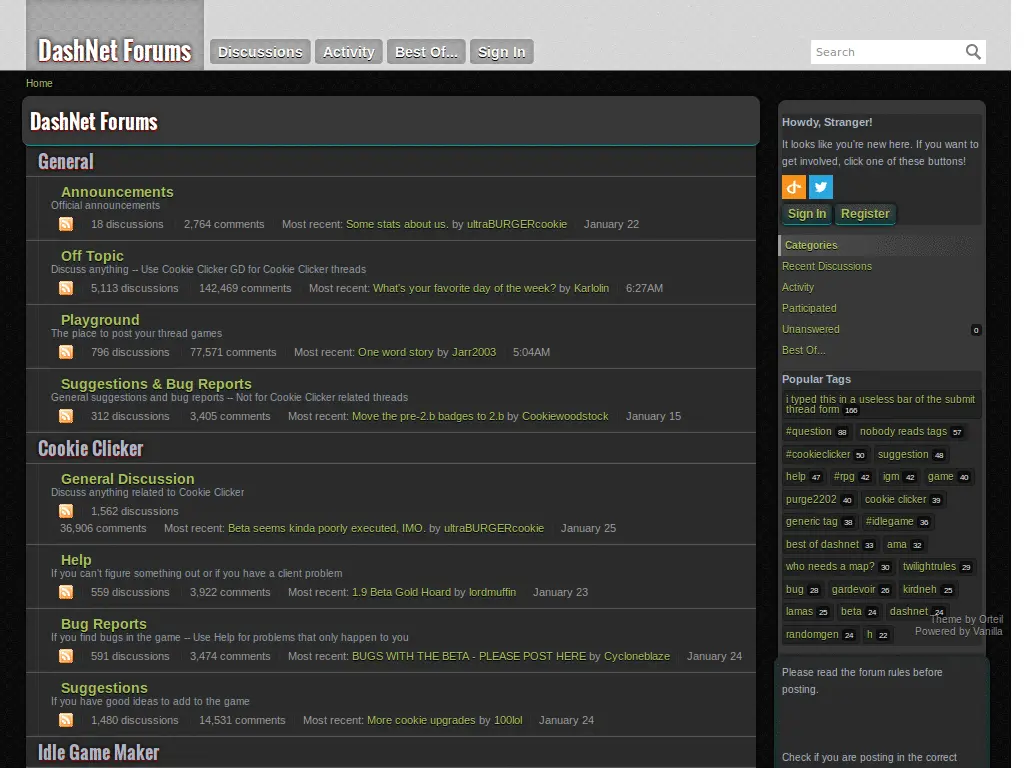 DashNet Forums
Discussions Activity Best Of... Sign In
Search
Home
DashNet Forums
General
Announcements
Official announcements
18 discussions 2,764 comments Most recent: Some stats about us. by ultraBURGERcookie January 22
Off Topic
Discuss anything -- Use Cookie Clicker GD for Cookie Clicker threads
5,113 discussions 142,469 comments Most recent: What's your favorite day of the week? by Karlolin 6:27AM
Playground
The place to post your thread games
796 discussions 77,571 comments Most recent: One word story by Jarr2003 5:04AM
Suggestions & Bug Reports
General suggestions and bug reports -- Not for Cookie Clicker related threads
312 discussions 3,405 comments Most recent: Move the pre-2.b badges to 2.b by Cookiewoodstock January 15
Cookie Clicker
General Discussion
Discuss anything related to Cookie Clicker
1,562 discussions
36,906 comments Most recent: Beta seems kinda poorly executed, IMO. by ultraBURGERcookie January 25
Help
If you can't figure something out or if you have a client problem
559 discussions 3,922 comments Most recent: 1.9 Beta Gold Hoard by lordmuffin January 23
Bug Reports
If you find bugs in the game -- Use Help for problems that only happen to you
591 discussions 3,474 comments Most recent: BUGS WITH THE BETA - PLEASE POST HERE by Cycloneblaze January 24
Suggestions
If you have good ideas to add to the game
1,480 discussions 14,531 comments Most recent: More cookie upgrades by 100lol January 24
Idle Game Maker
Howdy, Stranger!
It looks like you're new here. If you want to
get involved, click one of these buttons!
Sign In Register
Categories
Recent Discussions
Activity
Participated
Unanswered 0
Best Of...
Popular Tags
i typed this in a useless bar of the submit
thread form 166
#question 88 nobody reads tags 57
#cookieclicker 50 suggestion 48
help 47 #rpg 42 igm 42 game 40
purge2202 40 cookie clicker 39
generic tag 38 #idlegame 36
best of dashnet 33 ama 32
who needs a map? 30 twilightrules 29
bug 28 gardevoir 26 kirdneh 25
lamas 25 beta 24 dashnet 24
randomgen 24 h 22
Theme by Orteil
Powered by Vanilla
Please read the forum rules before
posting.
Check if you are posting in the correct